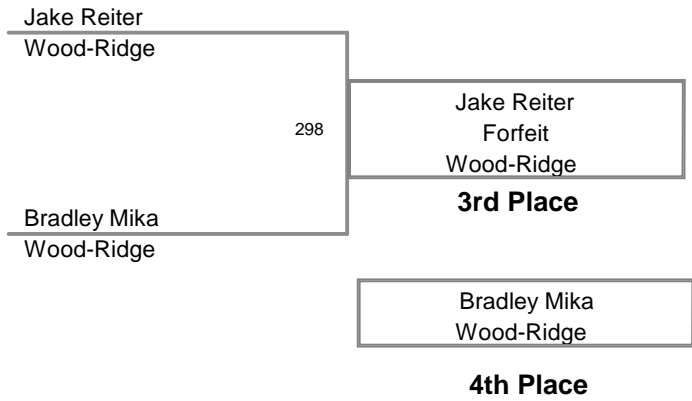 Jake Reiter
Wood-Ridge
298
Jake Reiter
Forfeit
Wood-Ridge
3rd Place
Bradley Mika
Wood-Ridge
Bradley Mika
Wood-Ridge
4th Place